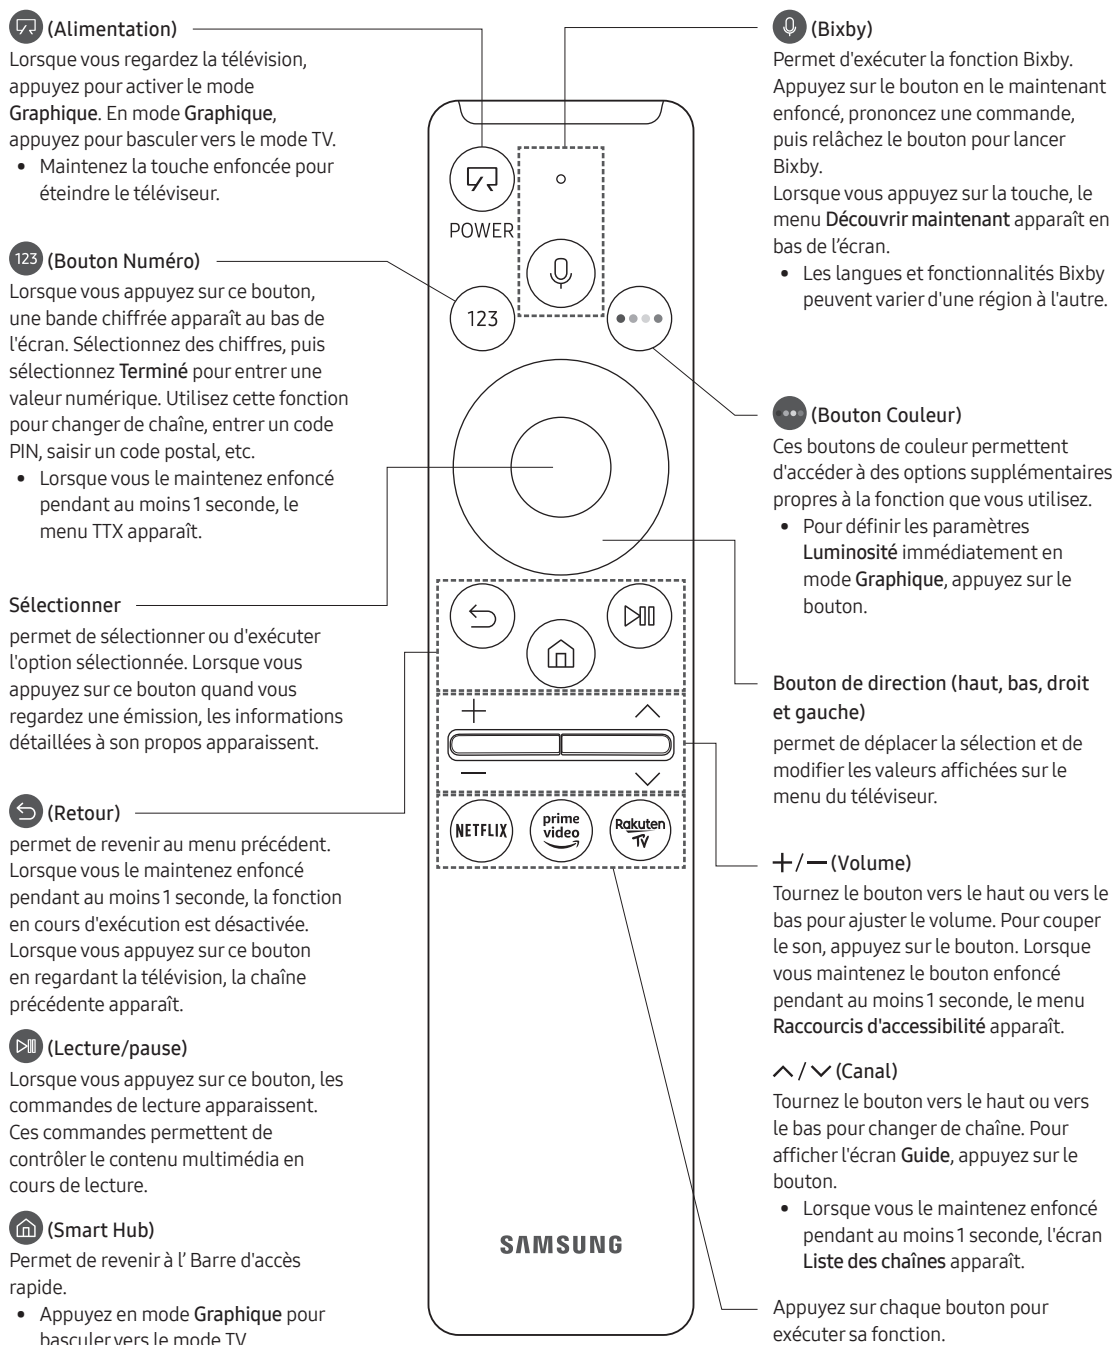 (Alimentation)
Lorsque vous regardez la télévision,
appuyez pour activer le mode
Graphique. En mode Graphique,
appuyez pour basculer vers le mode TV.
• Maintenez la touche enfoncée pour
éteindre le téléviseur.
123 (Bouton Numéro)
Lorsque vous appuyez sur ce bouton,
une bande chiffrée apparaît au bas de
l'écran. Sélectionnez des chiffres, puis
sélectionnez Terminé pour entrer une
valeur numérique. Utilisez cette fonction
pour changer de chaîne, entrer un code
PIN, saisir un code postal, etc.
• Lorsque vous le maintenez enfoncé
pendant au moins 1 seconde, le
menu TTX apparaît.
Sélectionner
permet de sélectionner ou d'exécuter
l'option sélectionnée. Lorsque vous
appuyez sur ce bouton quand vous
regardez une émission, les informations
détaillées à son propos apparaissent.
(Retour)
permet de revenir au menu précédent.
Lorsque vous le maintenez enfoncé
pendant au moins 1 seconde, la fonction
en cours d'exécution est désactivée.
Lorsque vous appuyez sur ce bouton
en regardant la télévision, la chaîne
précédente apparaît.
(Lecture/pause)
Lorsque vous appuyez sur ce bouton, les
commandes de lecture apparaissent.
Ces commandes permettent de
contrôler le contenu multimédia en
cours de lecture.
(Smart Hub)
Permet de revenir à l' Barre d'accès
rapide.
• Appuyez en mode Graphique pour
basculer vers le mode TV
POWER
123
+
—
NETFLIX
prime
video
Rakuten
TV
SAMSUNG
(Bixby)
Permet d'exécuter la fonction Bixby.
Appuyez sur le bouton en le maintenant
enfoncé, prononcez une commande,
puis relâchez le bouton pour lancer
Bixby.
Lorsque vous appuyez sur la touche, le
menu Découvrir maintenant apparaît en
bas de l’écran.
• Les langues et fonctionnalités Bixby
peuvent varier d'une région à l'autre.
(Bouton Couleur)
Ces boutons de couleur permettent
d'accéder à des options supplémentaires
propres à la fonction que vous utilisez.
• Pour définir les paramètres
Luminosité immédiatement en
mode Graphique, appuyez sur le
bouton.
Bouton de direction (haut, bas, droit
et gauche)
permet de déplacer la sélection et de
modifier les valeurs affichées sur le
menu du téléviseur.
+ / — (Volume)
Tournez le bouton vers le haut ou vers le
bas pour ajuster le volume. Pour couper
le son, appuyez sur le bouton. Lorsque
vous maintenez le bouton enfoncé
pendant au moins 1 seconde, le menu
Raccourcis d'accessibilité apparaît.
/ (Canal)
Tournez le bouton vers le haut ou vers
le bas pour changer de chaîne. Pour
afficher l'écran Guide, appuyez sur le
bouton.
• Lorsque vous le maintenez enfoncé
pendant au moins 1 seconde, l'écran
Liste des chaînes apparaît.
Appuyez sur chaque bouton pour
exécuter sa fonction.